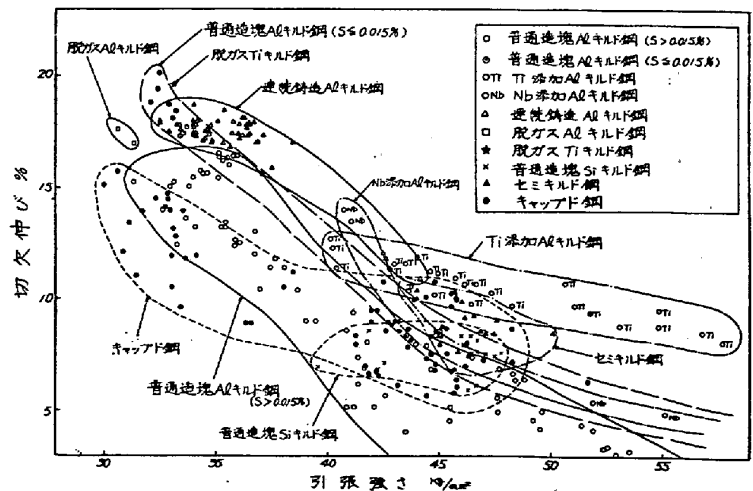 普通造塊Alキルド鋼(S≦0.015%)
脱ガスTiキルド鋼
脱ガスAlキルド鋼
連続鋳造Alキルド鋼
○ 普通造塊Alキルド鋼(S>0.015%)
普通造塊Alキルド鋼(S≦0.015%)
○Ti Ti添加Alキルド鋼
○Nb Nb添加Alキルド鋼
△ 連続鋳造Alキルド鋼
□ 脱ガスAlキルド鋼
★ 脱ガスTiキルド鋼
× 普通造塊Siキルド鋼
▲ セミキルド鋼
● キャップド鋼
Nb添加Alキルド鋼
Ti添加Alキルド鋼
キャップド鋼
セミキルド鋼
普通造塊Alキルド鋼
(S>0.015%)
普通造塊Siキルド鋼
切欠伸び %
20
15
10
5
30 35 40 45 50 55
引張強さ